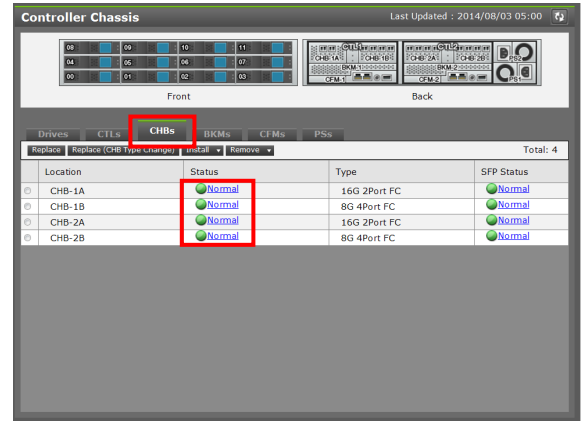 Controller Chassis
Last Updated : 2014/08/03 05:00
08 09 10 11
04 05 06 07
00 01 02 03
CTL1 CTL2
CHB-1A CHB-1B CHB-2A CHB-2B PS2
BKM-1 BKM-2
CFM-1 CFM-2 PS1
Front Back
Drives CTLs CHBs BKMs CFMs PSs
Replace Replace (CHB Type Change) Install Remove Total: 4
Location Status Type SFP Status
CHB-1A Normal 16G 2Port FC Normal
CHB-1B Normal 8G 4Port FC Normal
CHB-2A Normal 16G 2Port FC Normal
CHB-2B Normal 8G 4Port FC Normal